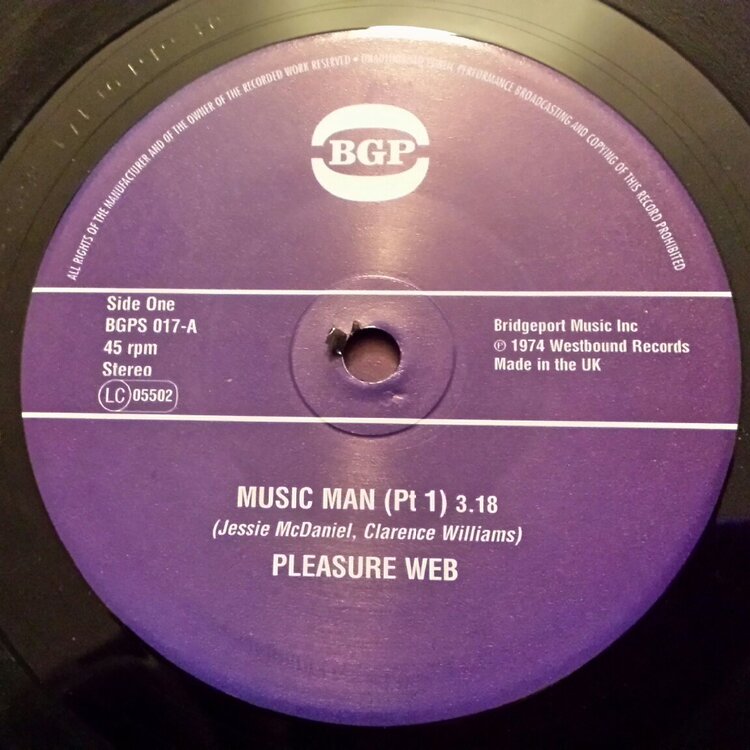 ALL RIGHTS OF THE MANUFACTURER AND OF THE OWNER OF THE RECORDED WORK RESERVED • UNAUTHORISED PUBLIC PERFORMANCE BROADCASTING AND COPYING OF THIS RECORD PROHIBITED
BGP
Side One
BGPS 017-A
45 rpm
Stereo
LC 05502
Bridgeport Music Inc
℗ 1974 Westbound Records
Made in the UK
MUSIC MAN (Pt 1) 3.18
(Jessie McDaniel, Clarence Williams)
PLEASURE WEB